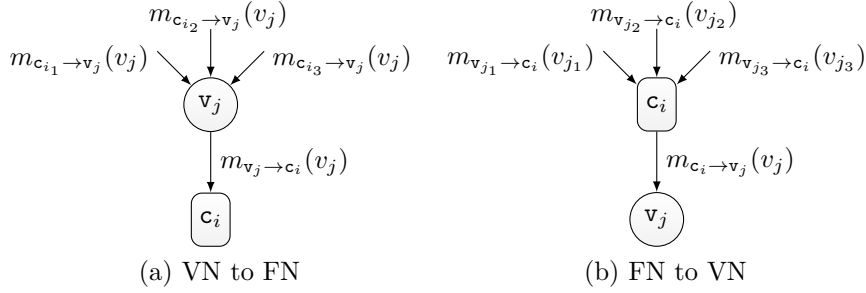 m_{c_{i_2}→v_j}(v_j)
m_{c_{i_1}→v_j}(v_j) m_{c_{i_3}→v_j}(v_j)
v_j
m_{v_j→c_i}(v_j)
c_i
(a) VN to FN
m_{v_{j_2}→c_i}(v_{j_2})
m_{v_{j_1}→c_i}(v_{j_1}) m_{v_{j_3}→c_i}(v_{j_3})
c_i
m_{c_i→v_j}(v_j)
v_j
(b) FN to VN